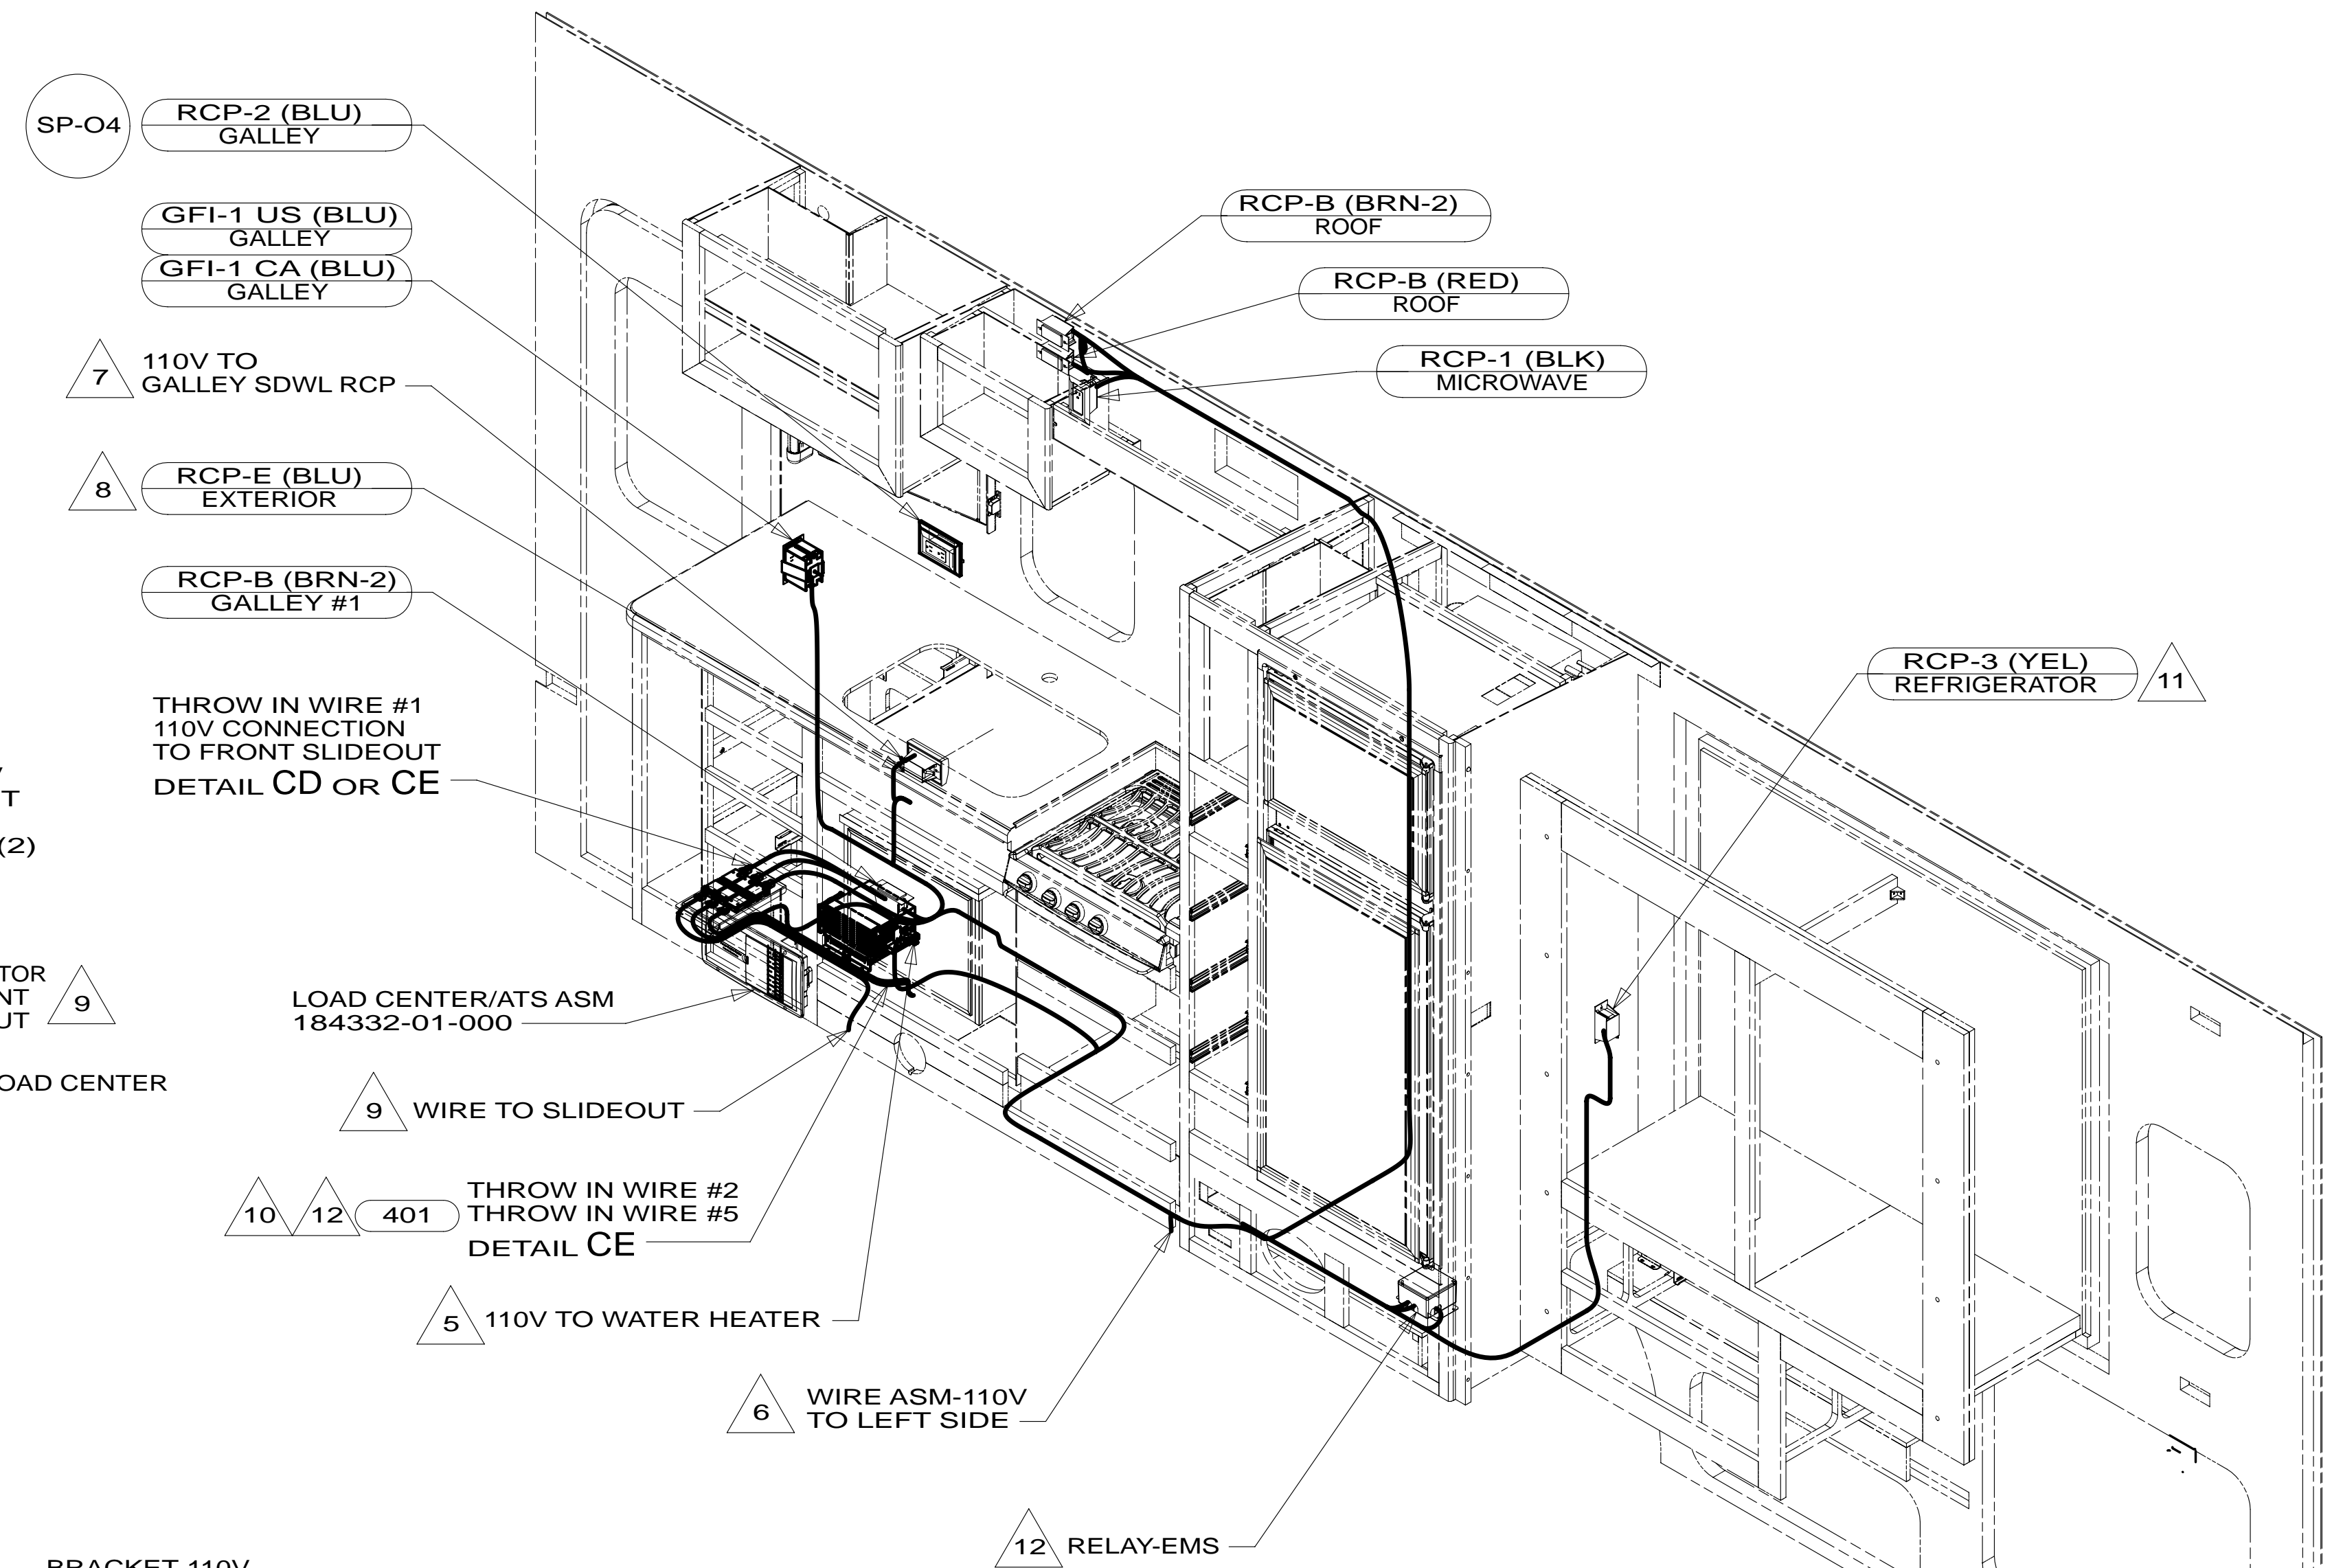 SP-O4
RCP-2 (BLU)
GALLEY
GFI-1 US (BLU)
GALLEY
GFI-1 CA (BLU)
GALLEY
7
110V TO
GALLEY SDWL RCP
8
RCP-E (BLU)
EXTERIOR
RCP-B (BRN-2)
GALLEY #1
THROW IN WIRE #1
110V CONNECTION
TO FRONT SLIDEOUT
DETAIL CD OR CE
RCP-B (BRN-2)
ROOF
RCP-B (RED)
ROOF
RCP-1 (BLK)
MICROWAVE
RCP-3 (YEL)
REFRIGERATOR
11
T
(2)
TOR
NT
UT
9
OAD CENTER
LOAD CENTER/ATS ASM
184332-01-000
9
WIRE TO SLIDEOUT
10
12
401
THROW IN WIRE #2
THROW IN WIRE #5
DETAIL CE
5
110V TO WATER HEATER
6
WIRE ASM-110V
TO LEFT SIDE
12
RELAY-EMS
BRACKET-110V